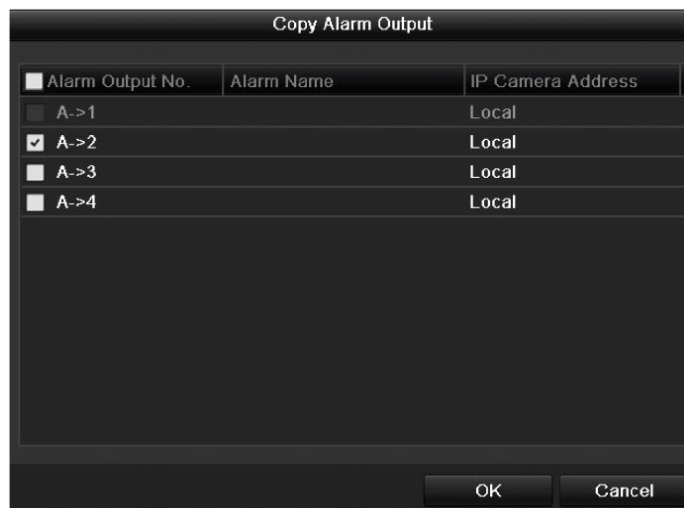 Copy Alarm Output
Alarm Output No. Alarm Name IP Camera Address
A->1 Local
A->2 Local
A->3 Local
A->4 Local
OK Cancel